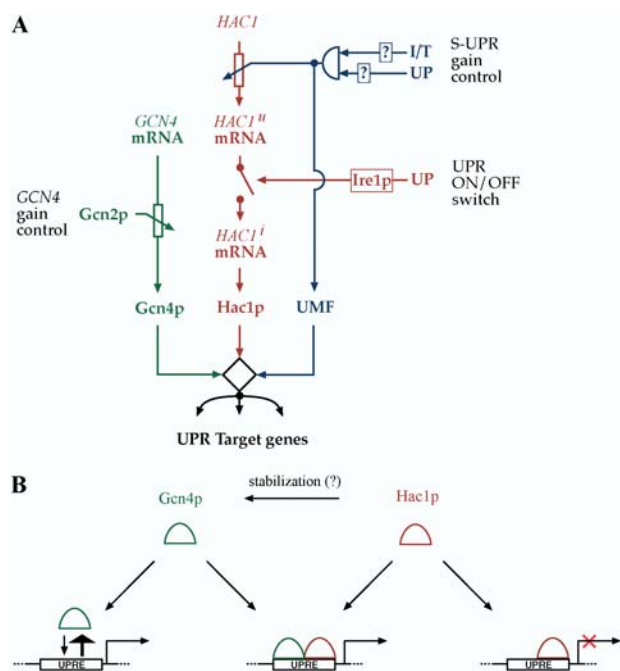 A
HAC1
? I/T
? UP
S-UPR
gain
control
GCN4
mRNA
HAC1 u
mRNA
Ire1p UP
UPR
ON/OFF
switch
GCN4
gain
control
Gcn2p
HAC1 i
mRNA
Gcn4p Hac1p UMF
UPR Target genes
B
Gcn4p stabilization (?) Hac1p
UPRE UPRE UPRE